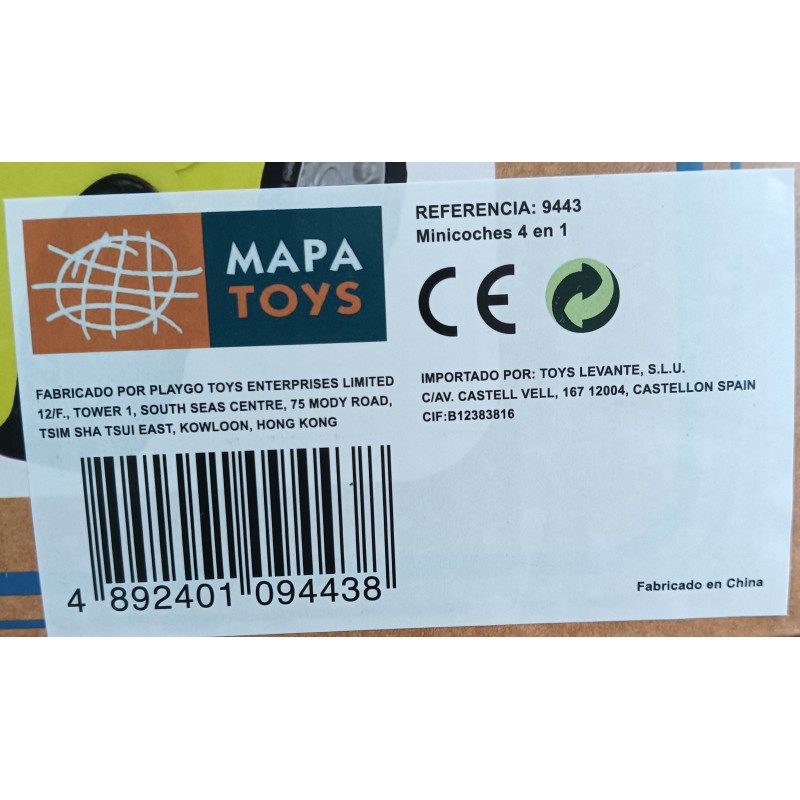 MAPA
TOYS
REFERENCIA: 9443
Minicoches 4 en 1
CE
FABRICADO POR PLAYGO TOYS ENTERPRISES LIMITED
12/F., TOWER 1, SOUTH SEAS CENTRE, 75 MODY ROAD,
TSIM SHA TSUI EAST, KOWLOON, HONG KONG
IMPORTADO POR: TOYS LEVANTE, S.L.U.
C/AV. CASTELL VELL, 167 12004, CASTELLON SPAIN
CIF:B12383816
4 892401 094438
Fabricado en China